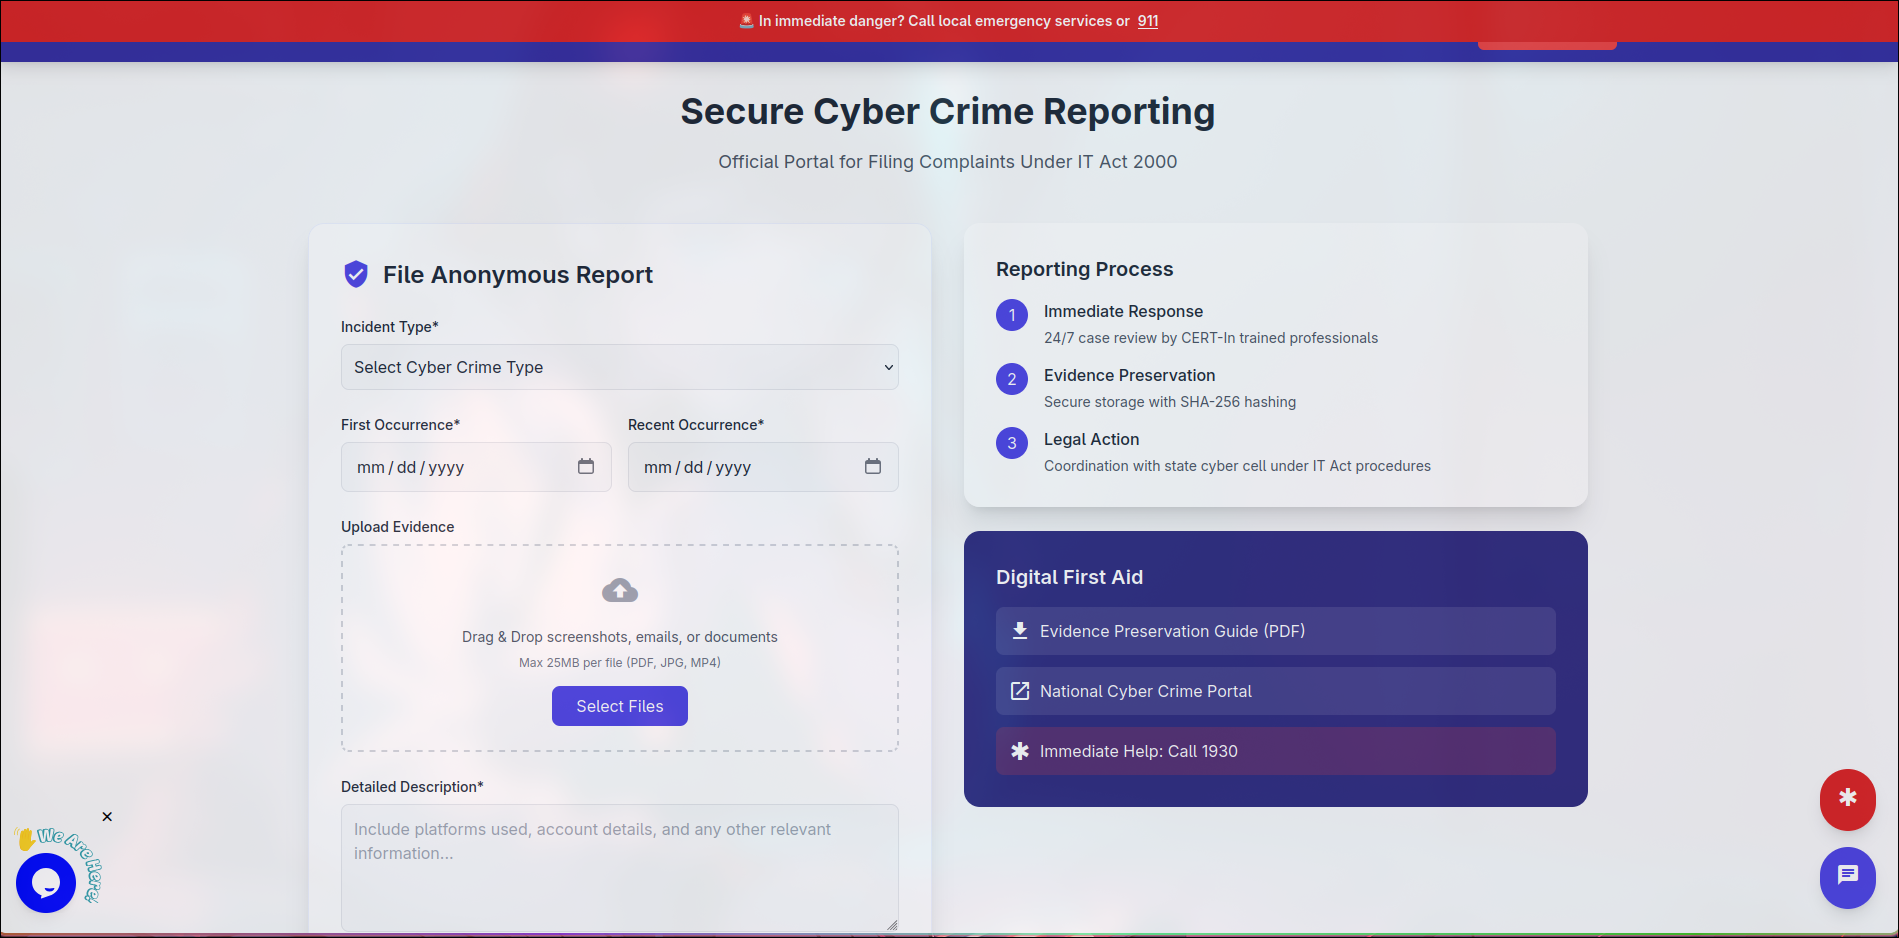 🚨 In immediate danger? Call local emergency services or 911
Secure Cyber Crime Reporting
Official Portal for Filing Complaints Under IT Act 2000
File Anonymous Report
Incident Type*
Select Cyber Crime Type
First Occurrence*
Recent Occurrence*
mm/dd/yyyy
mm/dd/yyyy
Upload Evidence
Drag & Drop screenshots, emails, or documents
Max 25MB per file (PDF, JPG, MP4)
Select Files
Detailed Description*
Include platforms used, account details, and any other relevant
information...
Reporting Process
1
Immediate Response
24/7 case review by CERT-In trained professionals
2
Evidence Preservation
Secure storage with SHA-256 hashing
3
Legal Action
Coordination with state cyber cell under IT Act procedures
Digital First Aid
Evidence Preservation Guide (PDF)
National Cyber Crime Portal
Immediate Help: Call 1930
We Are Here!